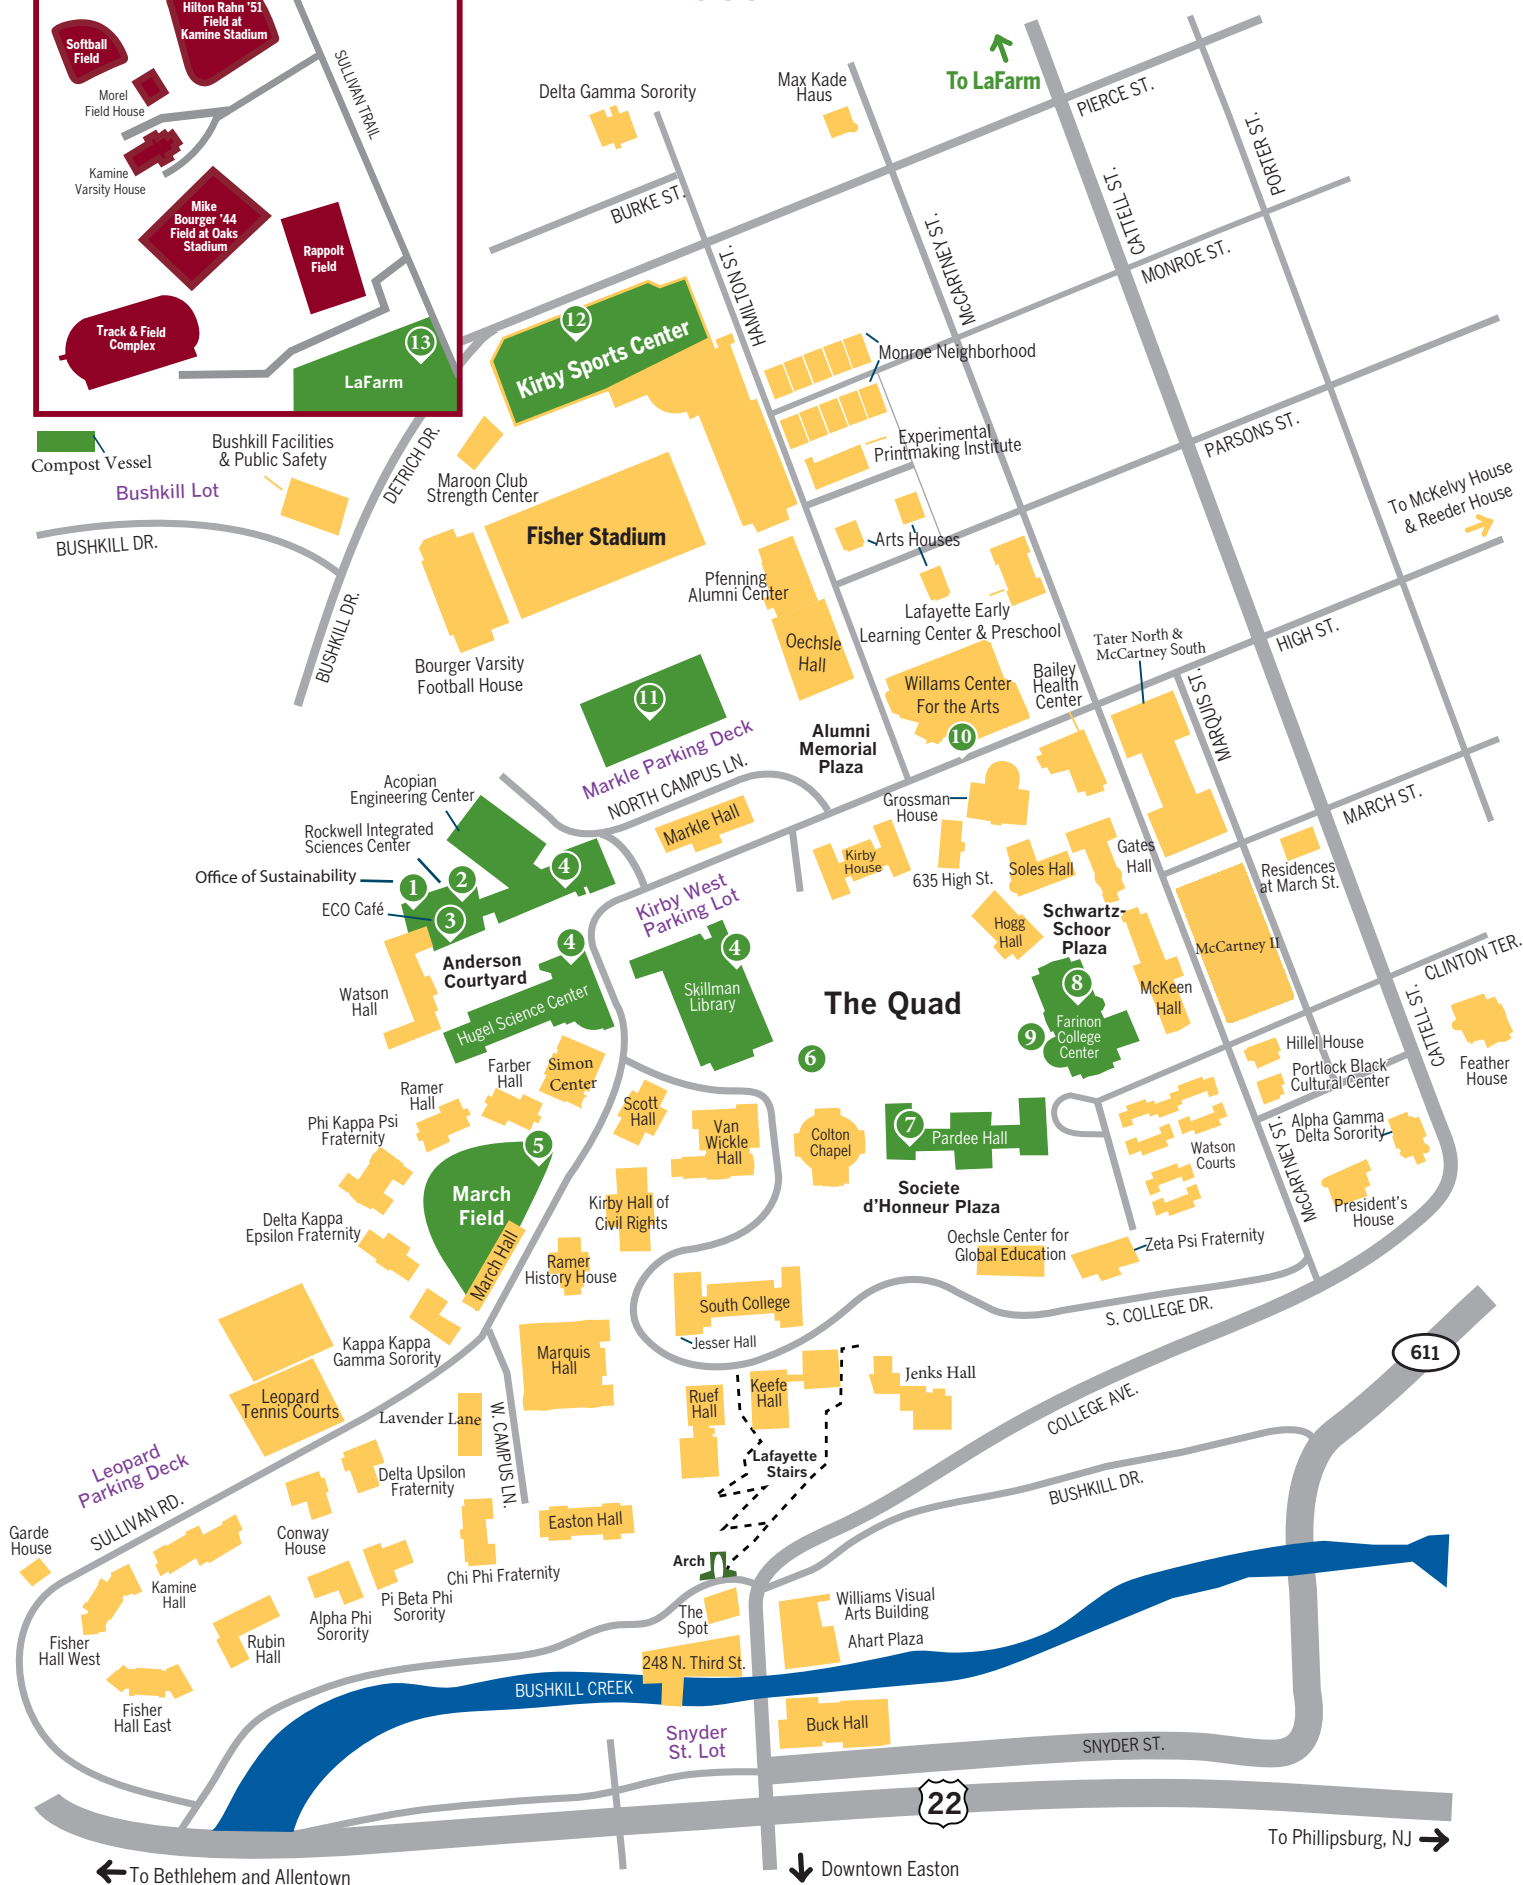 Hilton Rahn '51
Field at
Kamine Stadium
Softball
Field
Morel
Field House
SULLIVAN TRAIL
Kamine
Varsity House
Mike
Bourger '44
Field at Oaks
Stadium
Rappolt
Field
Track & Field
Complex
13
LaFarm
Delta Gamma Sorority
Max Kade
Haus
To LaFarm
PIERCE ST.
PORTER ST.
CATTELL ST.
BURKE ST.
HAMILTON ST.
McCARTNEY ST.
MONROE ST.
12
Kirby Sports Center
Monroe Neighborhood
Experimental
Printmaking Institute
PARSONS ST.
Compost Vessel
Bushkill Lot
Bushkill Facilities
& Public Safety
DETRICH DR.
Maroon Club
Strength Center
To McKelvy House
& Reeder House
BUSHKILL DR.
Fisher Stadium
Arts Houses
Pfenning
Alumni Center
Lafayette Early
Learning Center & Preschool
BUSHKILL DR.
Bourger Varsity
Football House
Oechsle
Hall
Tater North &
McCartney South
HIGH ST.
Bailey
Health
Center
Willams Center
For the Arts
10
11
Markle Parking Deck
NORTH CAMPUS LN.
Alumni
Memorial
Plaza
MARQUIS ST.
MARCH ST.
Acopian
Engineering Center
Rockwell Integrated
Sciences Center
Office of Sustainability
ECO Café
1
2
3
4
Markle Hall
Grossman
House
Kirby
House
635 High St.
Soles Hall
Gates
Hall
Residences
at March St.
Kirby West
Parking Lot
Hogg
Hall
Schwartz-
Schoor
Plaza
McCartney II
CLINTON TER.
Anderson
Courtyard
4
4
Watson
Hall
Hugel Science Center
Skillman
Library
The Quad
8
McKeen
Hall
9
Farinon
College
Center
CATTELL ST.
Feather
House
Hillel House
Portlock Black
Cultural Center
6
Farber
Hall
Simon
Center
Ramer
Hall
Phi Kappa Psi
Fraternity
5
Scott
Hall
Van
Wickle
Hall
Colton
Chapel
7
Pardee Hall
Alpha Gamma
Delta Sorority
Watson
Courts
McCARTNEY ST.
President's
House
March
Field
March Hall
Delta Kappa
Epsilon Fraternity
Kirby Hall of
Civil Rights
Societe
d'Honneur Plaza
Oechsle Center for
Global Education
Zeta Psi Fraternity
Ramer
History House
South College
Jesser Hall
S. COLLEGE DR.
611
Kappa Kappa
Gamma Sorority
Marquis
Hall
Leopard
Tennis Courts
Lavender Lane
W. CAMPUS LN.
Ruef
Hall
Keefe
Hall
Jenks Hall
COLLEGE AVE.
Lafayette
Stairs
BUSHKILL DR.
Leopard
Parking Deck
SULLIVAN RD.
Delta Upsilon
Fraternity
Conway
House
Easton Hall
Garde
House
Kamine
Hall
Chi Phi Fraternity
Arch
Pi Beta Phi
Sorority
Alpha Phi
Sorority
The
Spot
Williams Visual
Arts Building
Ahart Plaza
Fisher
Hall West
Rubin
Hall
248 N. Third St.
BUSHKILL CREEK
Fisher
Hall East
Snyder
St. Lot
Buck Hall
SNYDER ST.
22
To Phillipsburg, NJ
To Bethlehem and Allentown
Downtown Easton